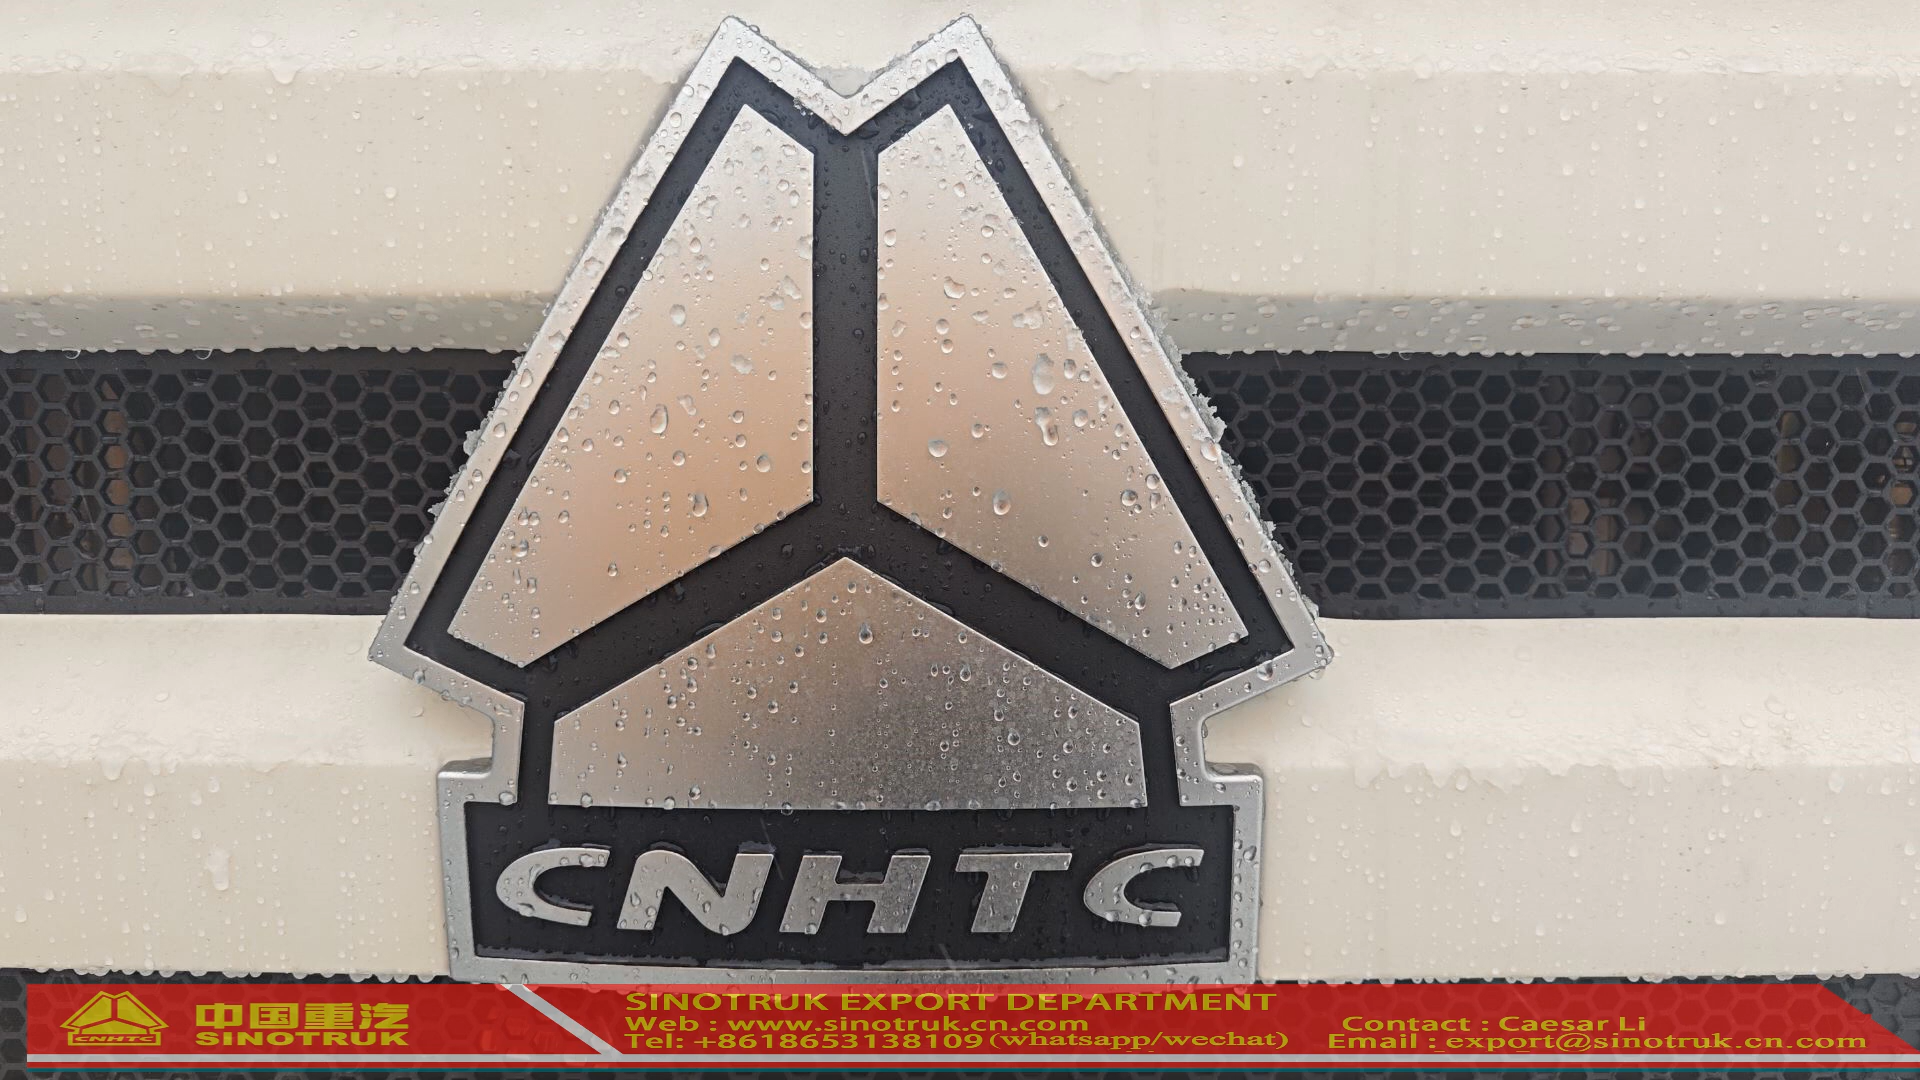 CNHTC
CNHTC
中国重汽
SINOTRUK
SINOTRUK EXPORT DEPARTMENT
Web : www.sinotruk.cn.com
Tel: +8618653138109 (whatsapp/wechat)
Contact : Caesar Li
Email : export@sinotruk.cn.com